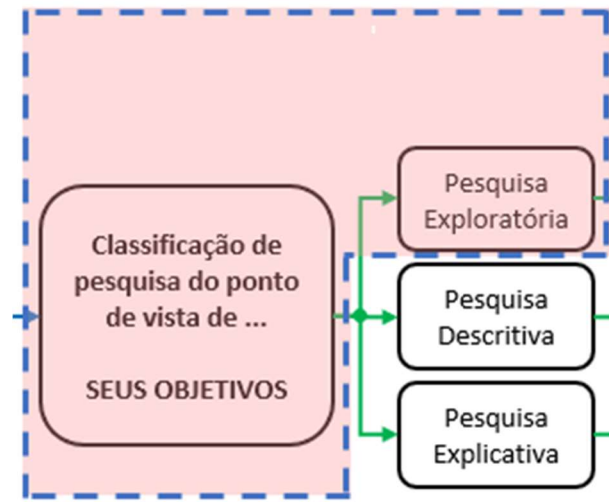 Classificação de
pesquisa do ponto
de vista de ...
SEUS OBJETIVOS
Pesquisa
Exploratória
Pesquisa
Descritiva
Pesquisa
Explicativa